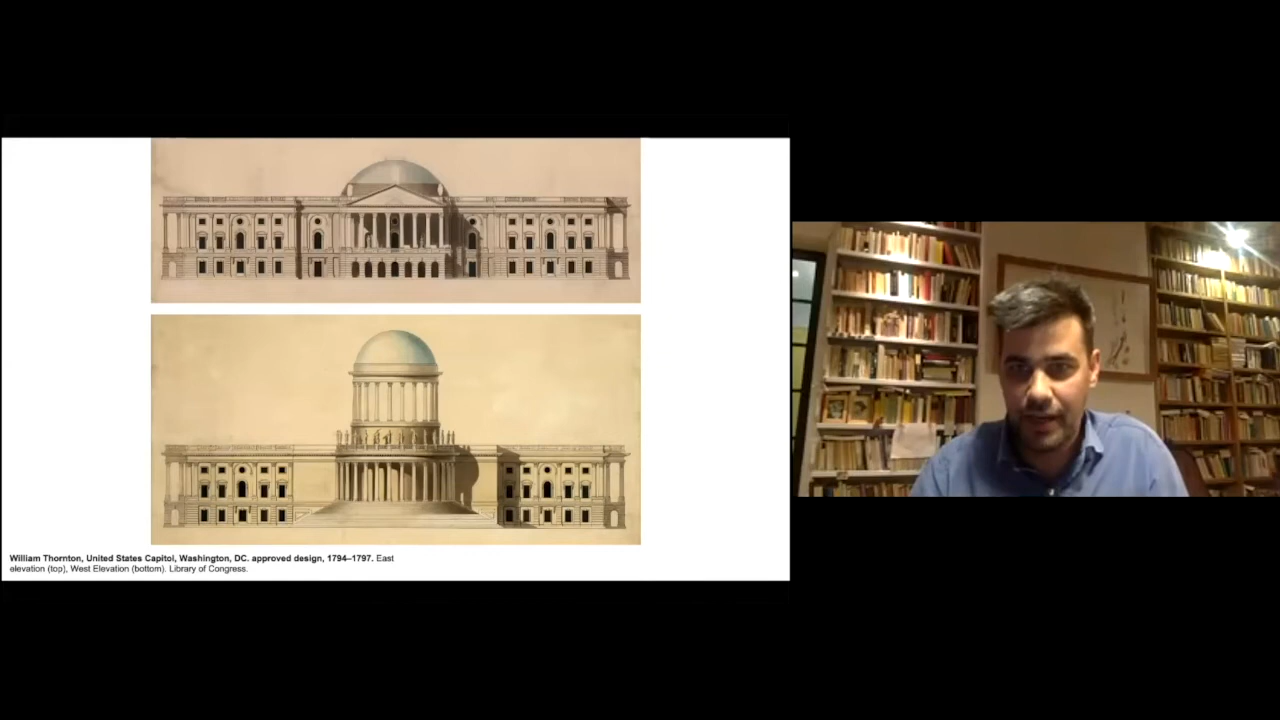 William Thornton, United States Capitol, Washington, DC. approved design, 1794–1797. East
elevation (top), West Elevation (bottom). Library of Congress.